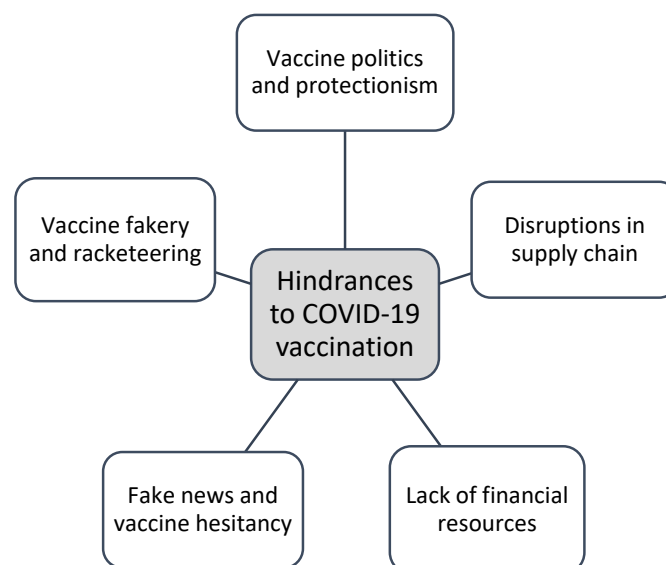 Vaccine politics
and protectionism
Vaccine fakery
and racketeering
Disruptions in
supply chain
Hindrances
to COVID-19
vaccination
Fake news and
vaccine hesitancy
Lack of financial
resources